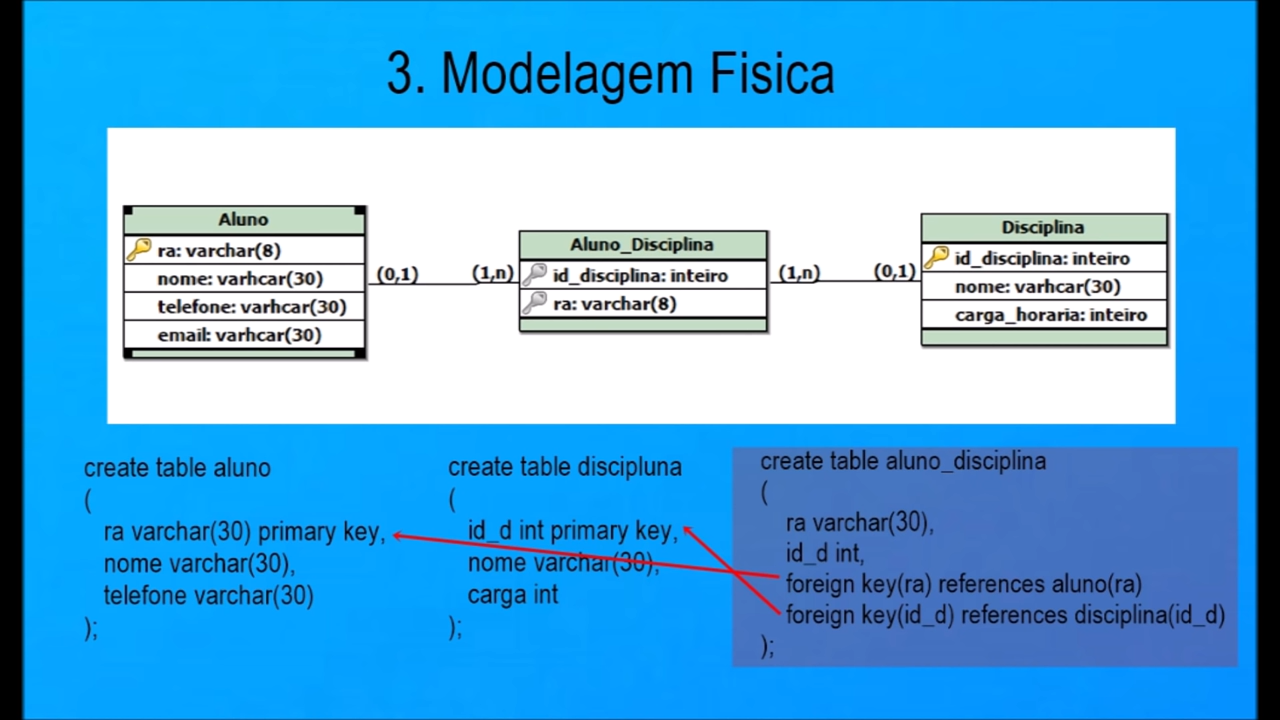 3. Modelagem Fisica
Aluno
ra: varchar(8)
nome: varhcar(30)
telefone: varhcar(30)
email: varhcar(30)
(0,1)
(1,n)
Aluno_Disciplina
id_disciplina: inteiro
ra: varchar(8)
(1,n)
(0,1)
Disciplina
id_disciplina: inteiro
nome: varhcar(30)
carga_horaria: inteiro
create table aluno
(
ra varchar(30) primary key,
nome varchar(30),
telefone varchar(30)
);
create table discipluna
(
id_d int primary key,
nome varchar(30),
carga int
);
create table aluno_disciplina
(
ra varchar(30),
id_d int,
foreign key(ra) references aluno(ra)
foreign key(id_d) references disciplina(id_d)
);